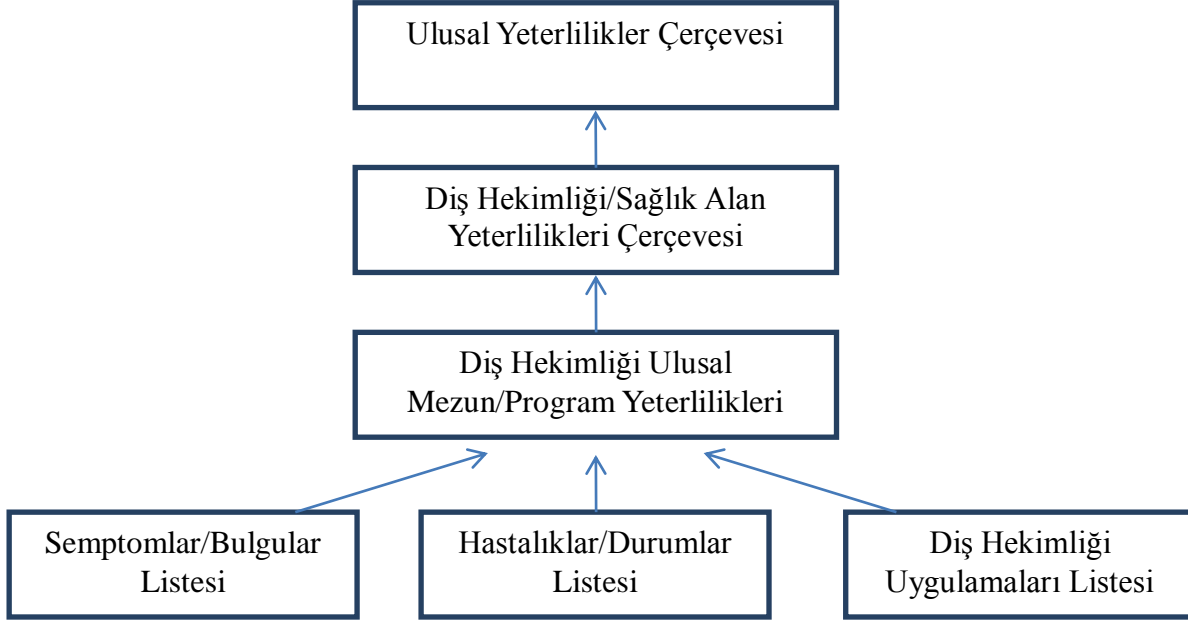 Ulusal Yeterlilikler Çerçevesi
Diş Hekimliği/Sağlık Alan
Yeterlilikleri Çerçevesi
Diş Hekimliği Ulusal
Mezun/Program Yeterlilikleri
Semptomlar/Bulgular
Listesi
Hastalıklar/Durumlar
Listesi
Diş Hekimliği
Uygulamaları Listesi